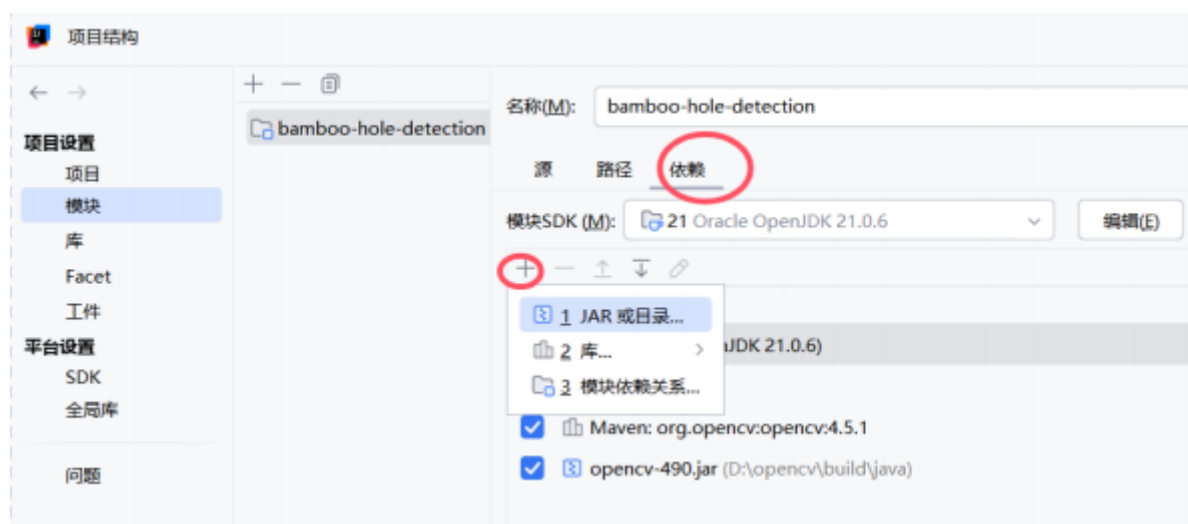 项目结构
项目设置
项目
模块
库
Facet
工件
平台设置
SDK
全局库
问题
bamboo-hole-detection
名称(M): bamboo-hole-detection
源 路径 依赖
模块SDK (M): 21 Oracle OpenJDK 21.0.6 编辑(E)
1 JAR 或目录...
2 库...
JDK 21.0.6)
3 模块依赖关系...
Maven: org.opencv:opencv:4.5.1
opencv-490.jar (D:\opencv\build\java)